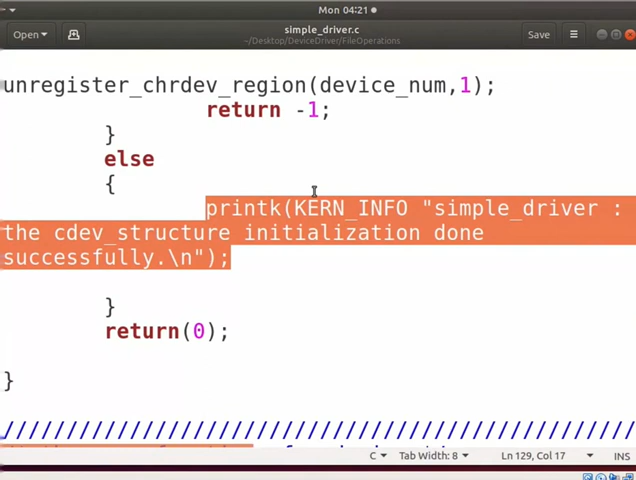 Mon 04:21
Open
simple_driver.c
~/Desktop/DeviceDriver/FileOperations
Save
unregister_chrdev_region(device_num,1);
return -1;
}
else
{
printk(KERN_INFO "simple_driver :
the cdev_structure initialization done
successfully.\n");
}
return(0);
}
//////////////////////////////////////////////////
C
Tab Width: 8
Ln 129, Col 17
INS